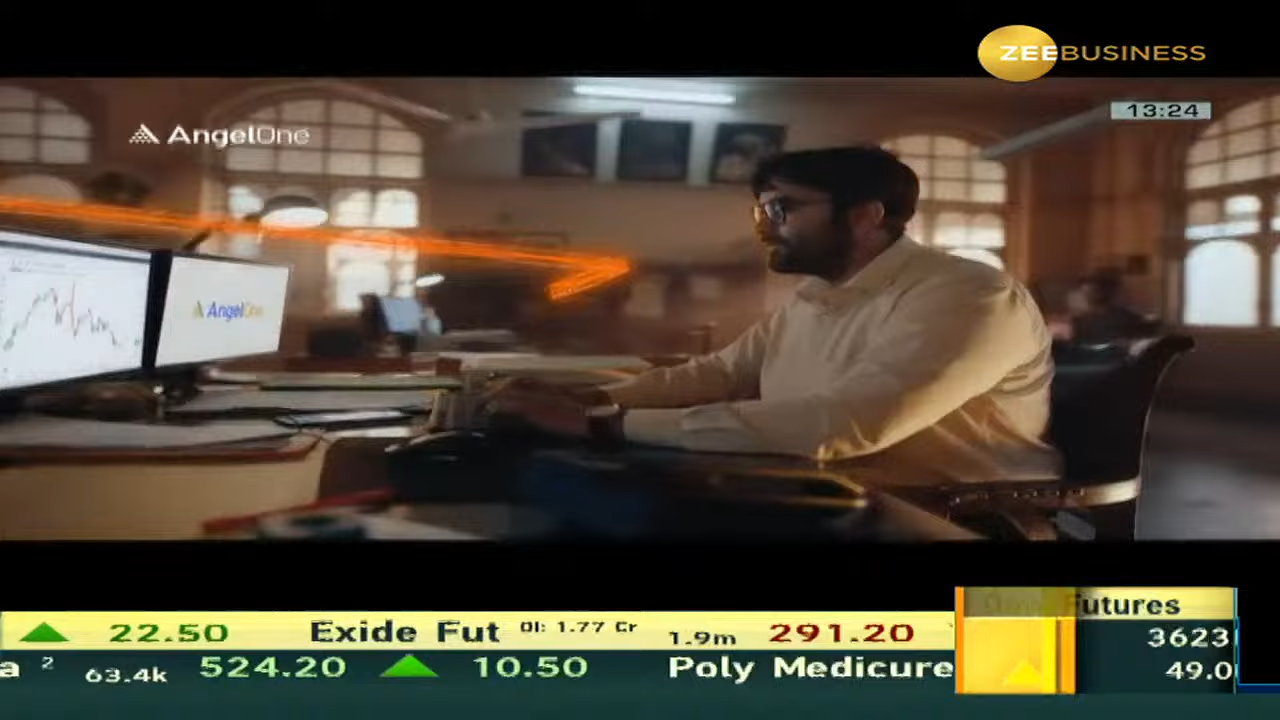 ZEEBUSINESS
13:24
AngelOne
AngelOne
22.50 Exide Fut OI: 1.77 Cr 1.9m 291.20
a 2 63.4k 524.20 10.50 Poly Medicure
Futures
3623
49.0